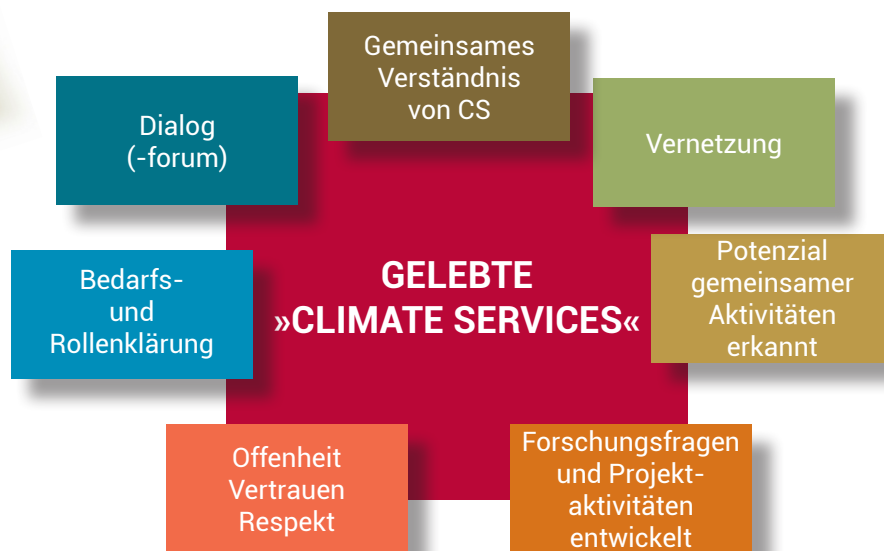 Gemeinsames
Verständnis
von CS
Dialog
(-forum)
Vernetzung
Bedarfs-
und
Rollenklärung
GELEBTE
»CLIMATE SERVICES«
Potenzial
gemeinsamer
Aktivitäten
erkannt
Offenheit
Vertrauen
Respekt
Forschungsfragen
und Projekt-
aktivitäten
entwickelt